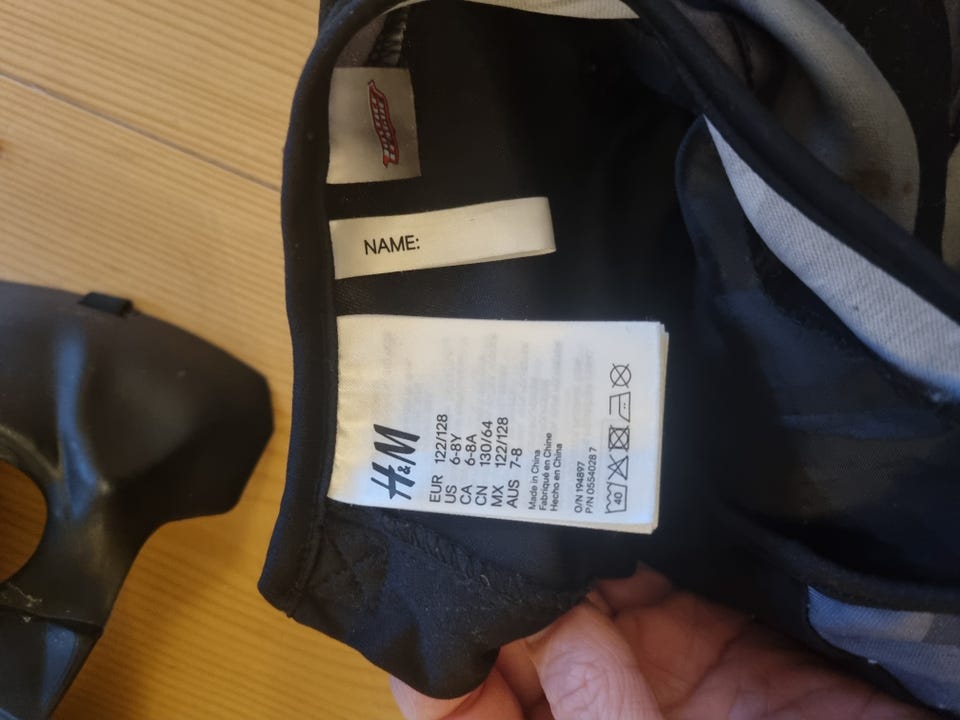 NAME:
H&M
EUR 122/128
US 6-8Y
CA 6-8A
CN 130/64
MX 122/128
AUS 7-8
Made in China
Fabriqué en Chine
Hecho en China
O/N 194897
P/N 0554028 7
40